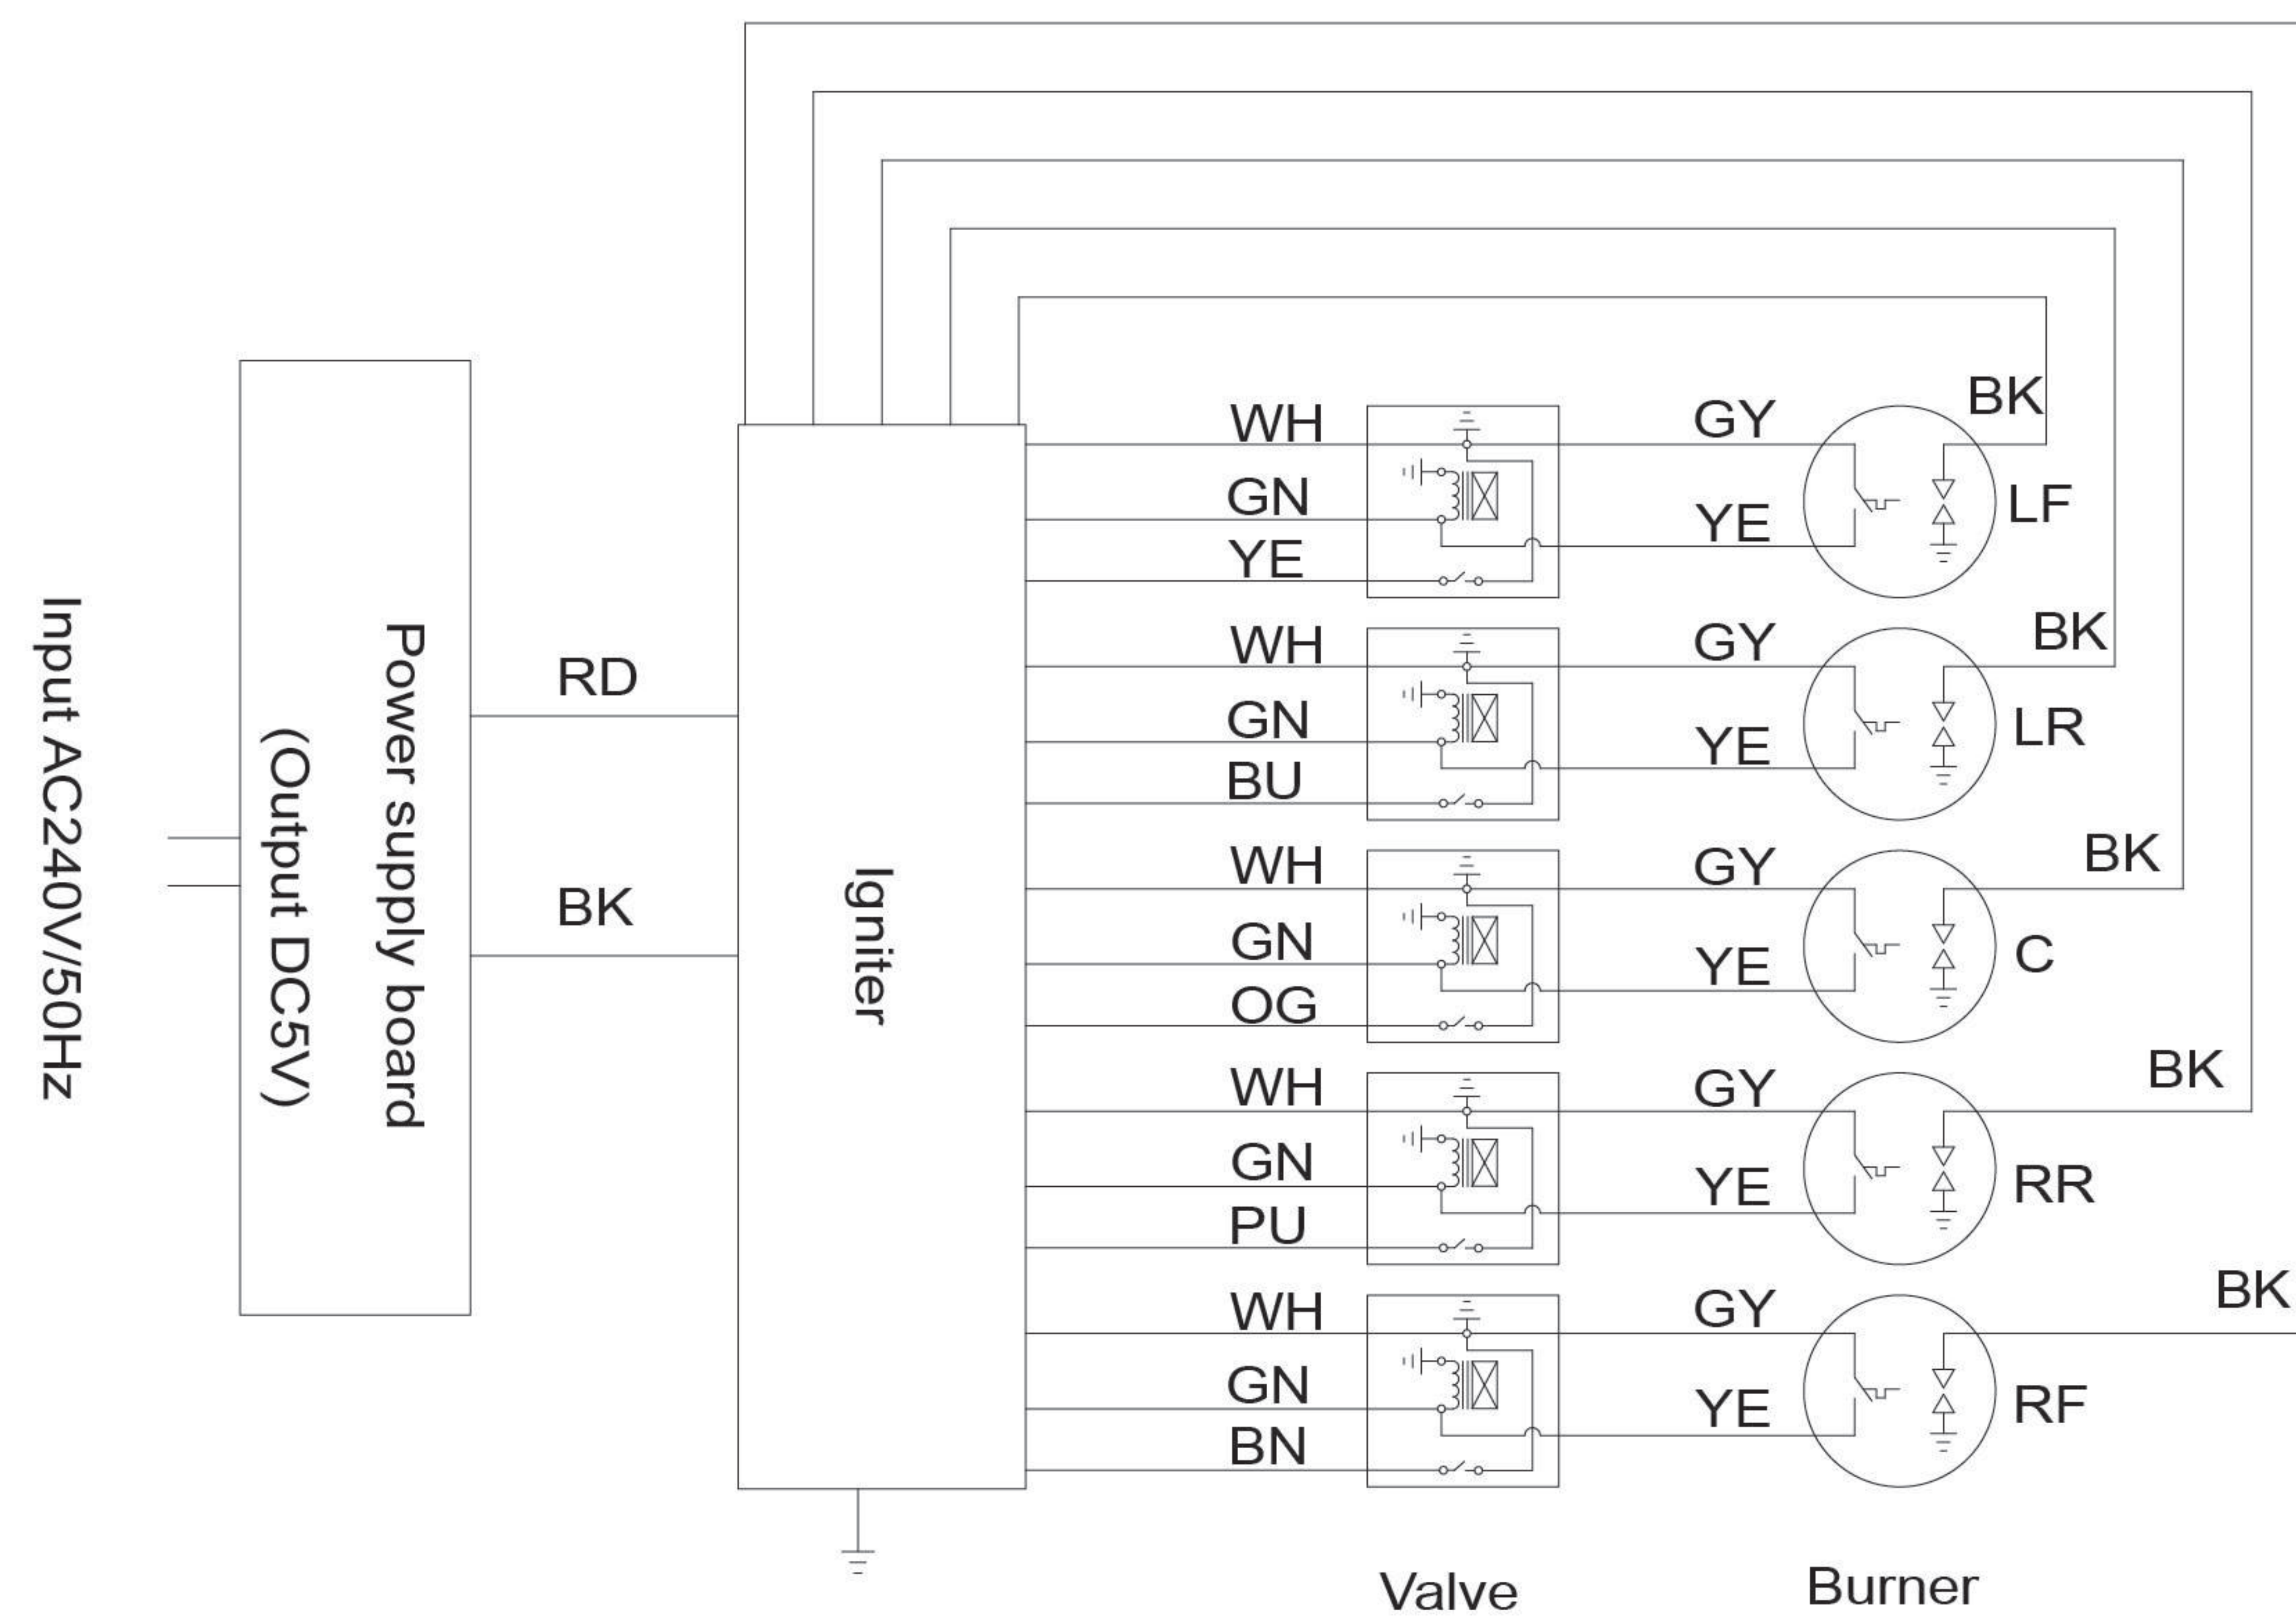 Input AC240V/50Hz
Power supply board
(Output DC5V)
RD
BK
Igniter
WH
GN
YE
GY
YE
BK
LF
WH
GN
BU
GY
YE
BK
LR
WH
GN
OG
GY
YE
BK
C
WH
GN
PU
GY
YE
BK
RR
WH
GN
BN
GY
YE
BK
RF
Valve
Burner